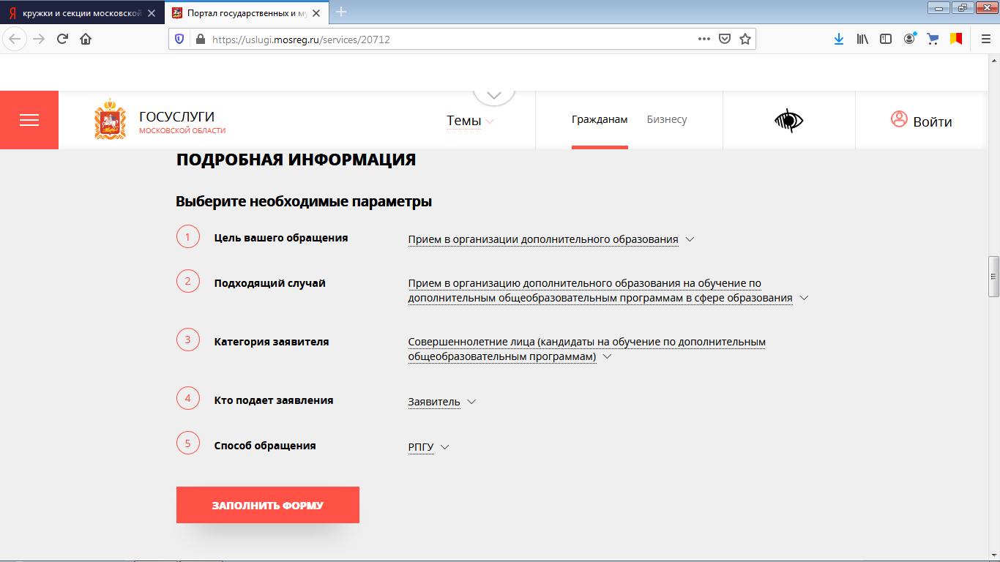 кружки и секции московской
Портал государственных и му
https://uslugi.mosreg.ru/services/20712
ГОСУСЛУГИ
МОСКОВСКОЙ ОБЛАСТИ
Темы
Гражданам
Бизнесу
Войти
ПОДРОБНАЯ ИНФОРМАЦИЯ
Выберите необходимые параметры
1 Цель вашего обращения
Прием в организации дополнительного образования
2 Подходящий случай
Прием в организацию дополнительного образования на обучение по
дополнительным общеобразовательным программам в сфере образования
3 Категория заявителя
Совершеннолетние лица (кандидаты на обучение по дополнительным
общеобразовательным программам)
4 Кто подает заявления
Заявитель
5 Способ обращения
РПГУ
ЗАПОЛНИТЬ ФОРМУ